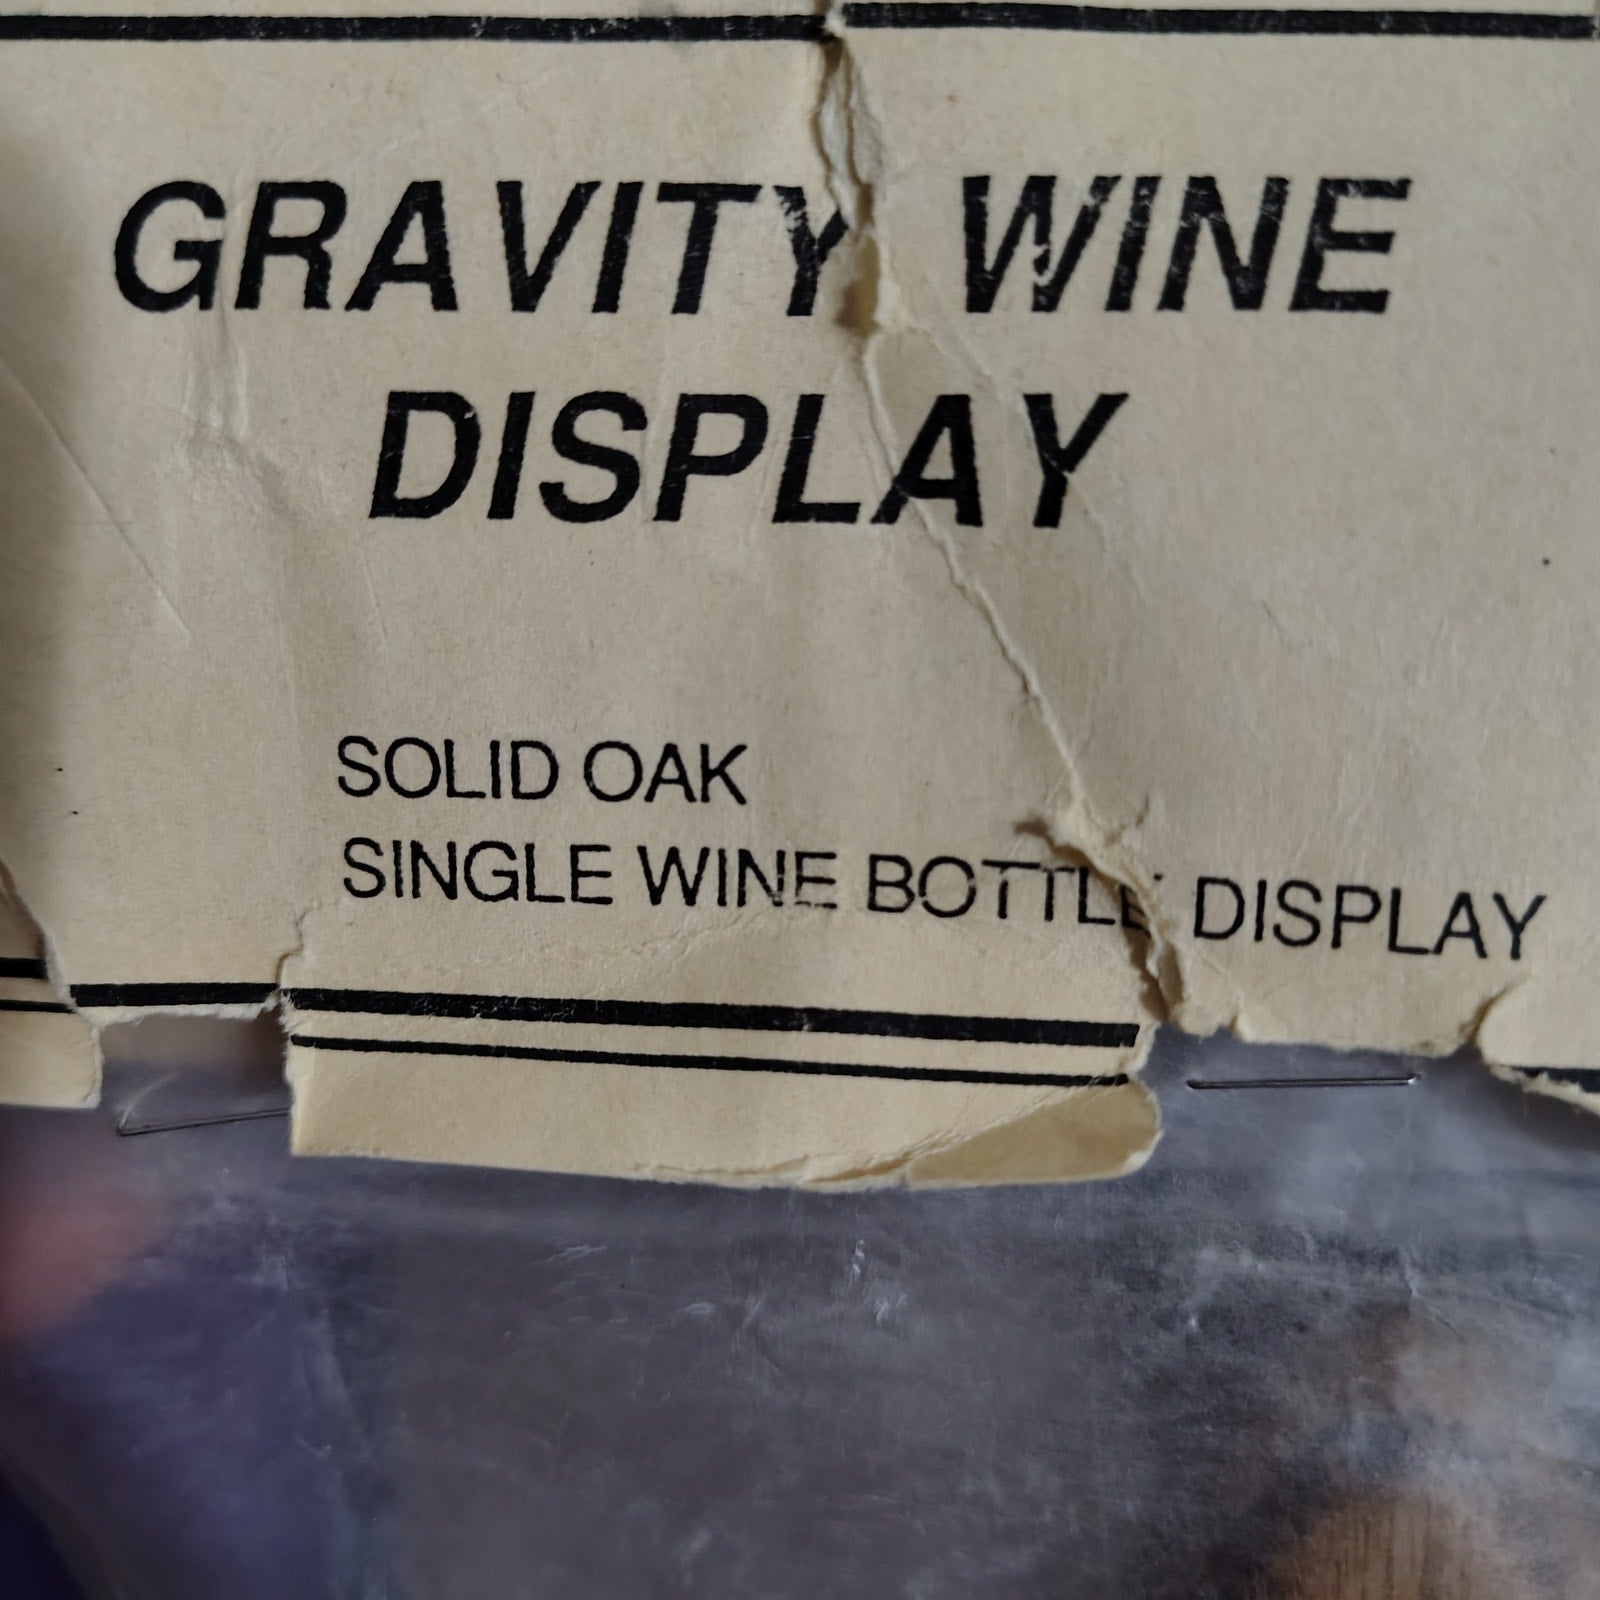 GRAVITY WINE
DISPLAY
SOLID OAK
SINGLE WINE BOTTLE DISPLAY